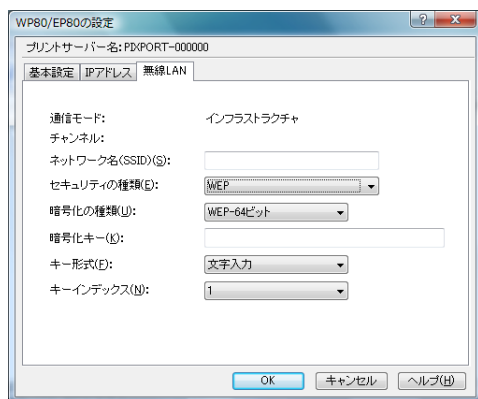 WP80/EP80の設定
プリントサーバー名: PIXPORT-000000
基本設定 IPアドレス 無線LAN
通信モード: インフラストラクチャ
チャンネル:
ネットワーク名(SSID)(S):
セキュリティの種類(E): WEP
暗号化の種類(U): WEP-64ビット
暗号化キー(K):
キー形式(F): 文字入力
キーインデックス(N): 1
OK キャンセル ヘルプ(H)